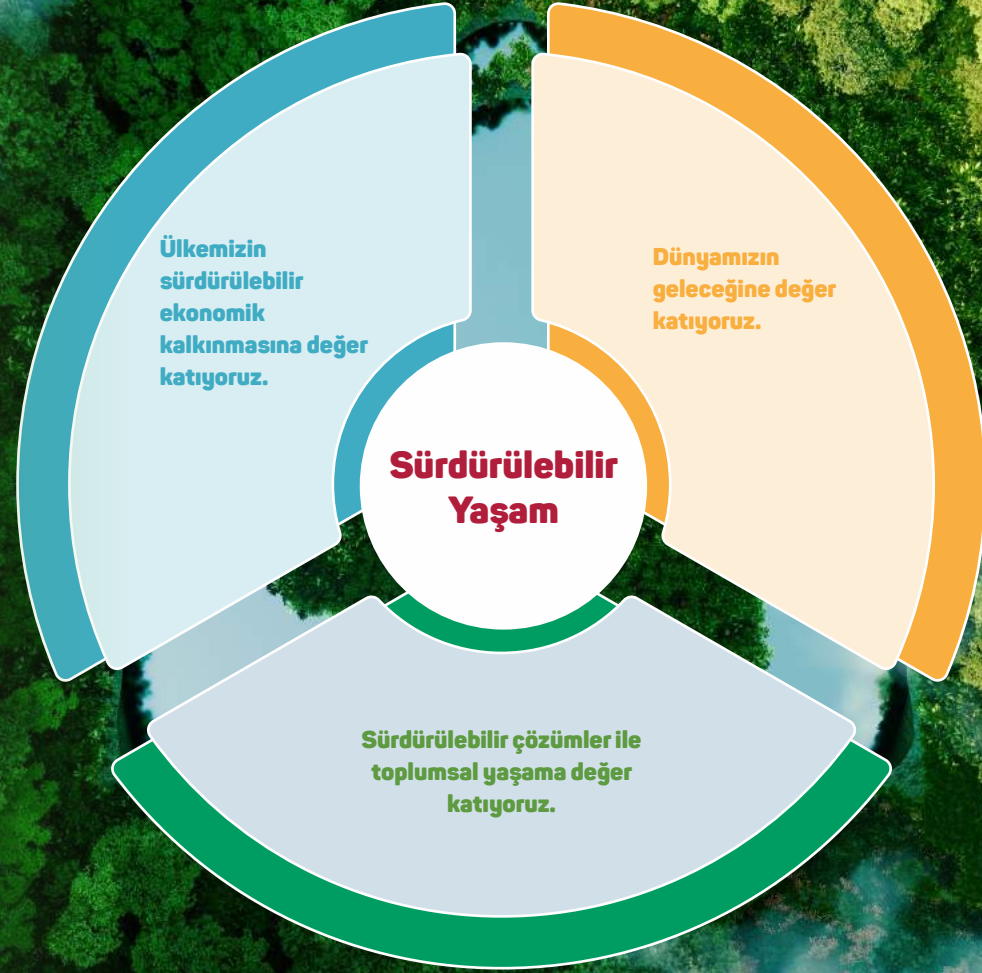 Ülkemizin
sürdürülebilir
ekonomik
kalkınmasına değer
katıyoruz.
Dünyamızın
geleceğine değer
katıyoruz.
Sürdürülebilir
Yaşam
Sürdürülebilir çözümler ile
toplumsal yaşama değer
katıyoruz.